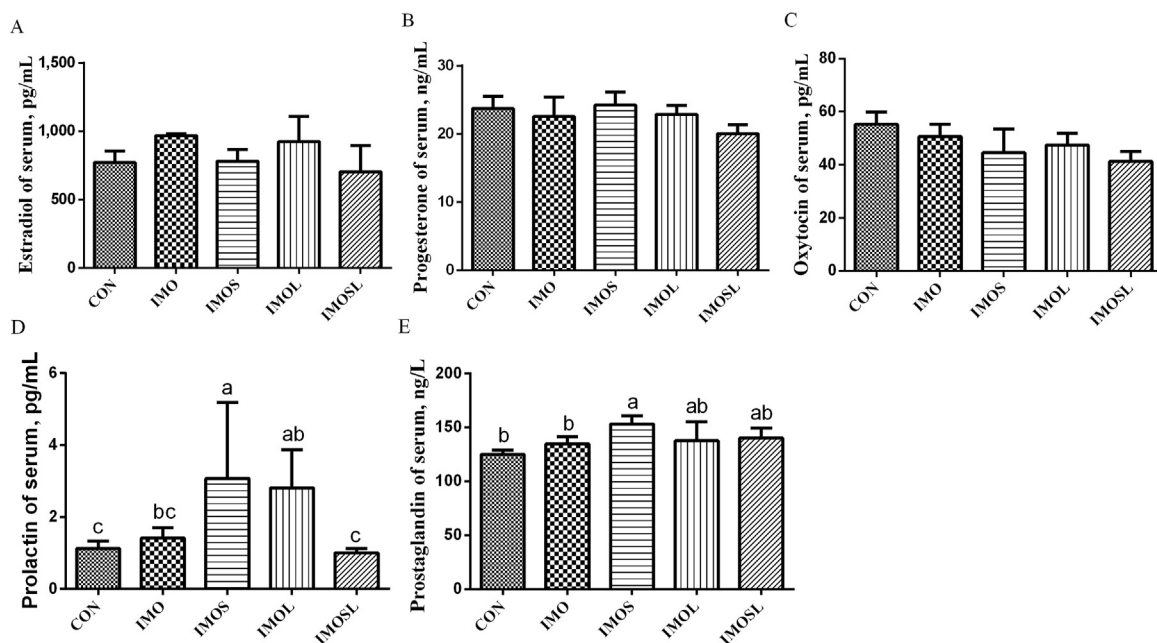 A
Estradiol of serum, pg/mL
1,500
1,000
500
0
CON
IMO
IMOS
IMOL
IMOSL
B
Progesterone of serum, ng/mL
30
20
10
0
CON
IMO
IMOS
IMOL
IMOSL
C
Oxytocin of serum, pg/mL
80
60
40
20
0
CON
IMO
IMOS
IMOL
IMOSL
D
Prolactin of serum, pg/mL
6
4
2
0
c
bc
a
ab
c
CON
IMO
IMOS
IMOL
IMOSL
E
Prostaglandin of serum, ng/L
200
150
100
50
0
b
b
a
ab
ab
CON
IMO
IMOS
IMOL
IMOSL